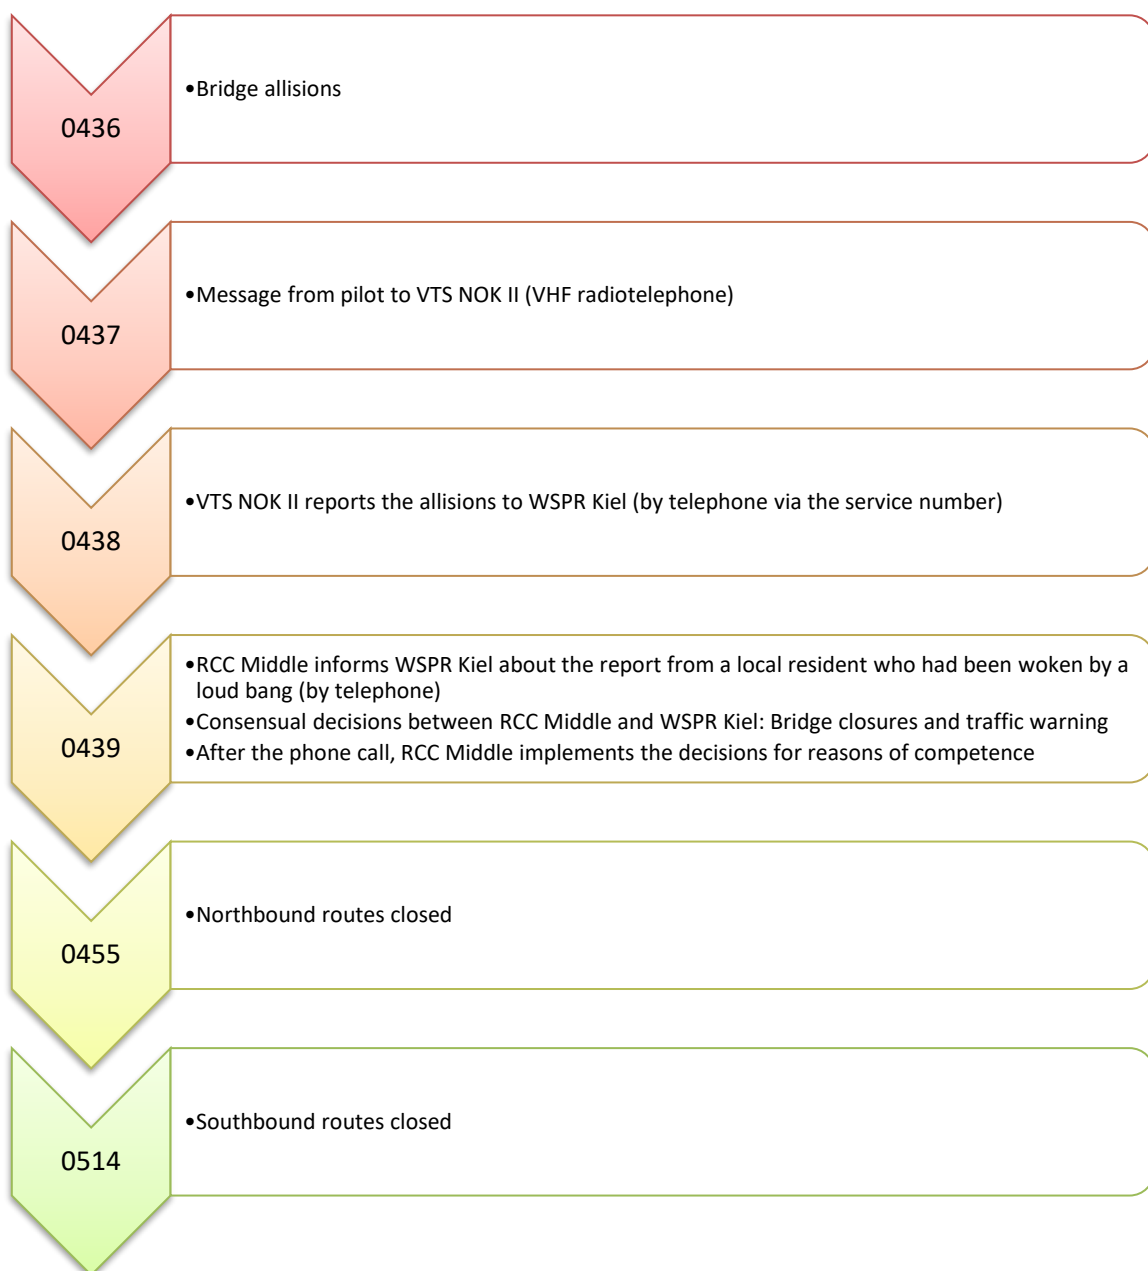 0436
•Bridge allisions
0437
•Message from pilot to VTS NOK II (VHF radiotelephone)
0438
•VTS NOK II reports the allisions to WSPR Kiel (by telephone via the service number)
0439
•RCC Middle informs WSPR Kiel about the report from a local resident who had been woken by a
loud bang (by telephone)
•Consensual decisions between RCC Middle and WSPR Kiel: Bridge closures and traffic warning
•After the phone call, RCC Middle implements the decisions for reasons of competence
0455
•Northbound routes closed
0514
•Southbound routes closed